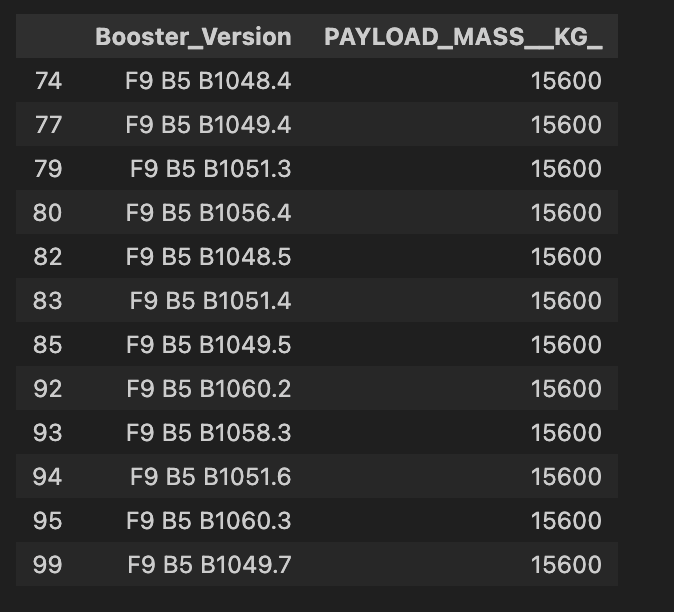 Booster_Version PAYLOAD_MASS__KG_
74 F9 B5 B1048.4 15600
77 F9 B5 B1049.4 15600
79 F9 B5 B1051.3 15600
80 F9 B5 B1056.4 15600
82 F9 B5 B1048.5 15600
83 F9 B5 B1051.4 15600
85 F9 B5 B1049.5 15600
92 F9 B5 B1060.2 15600
93 F9 B5 B1058.3 15600
94 F9 B5 B1051.6 15600
95 F9 B5 B1060.3 15600
99 F9 B5 B1049.7 15600